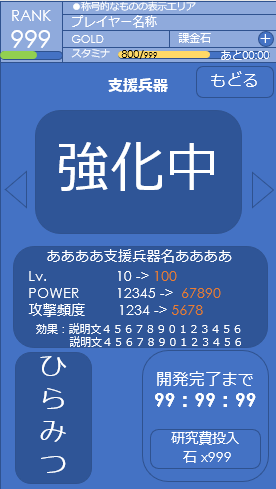 RANK
999
●称号的なものの表示エリア
プレイヤー名称
GOLD
課金石
+
スタミナ
800/999
あと00:00
支援兵器
もどる
強化中
ああああ支援兵器名ああああ
Lv. 10 -> 100
POWER 12345 -> 67890
攻撃頻度 1234 -> 5678
効果：説明文４５６７８９０１２３４５６
説明文４５６７８９０１２３４５６
ひらみつ
開発完了まで
99：99：99
研究費投入
石 x999